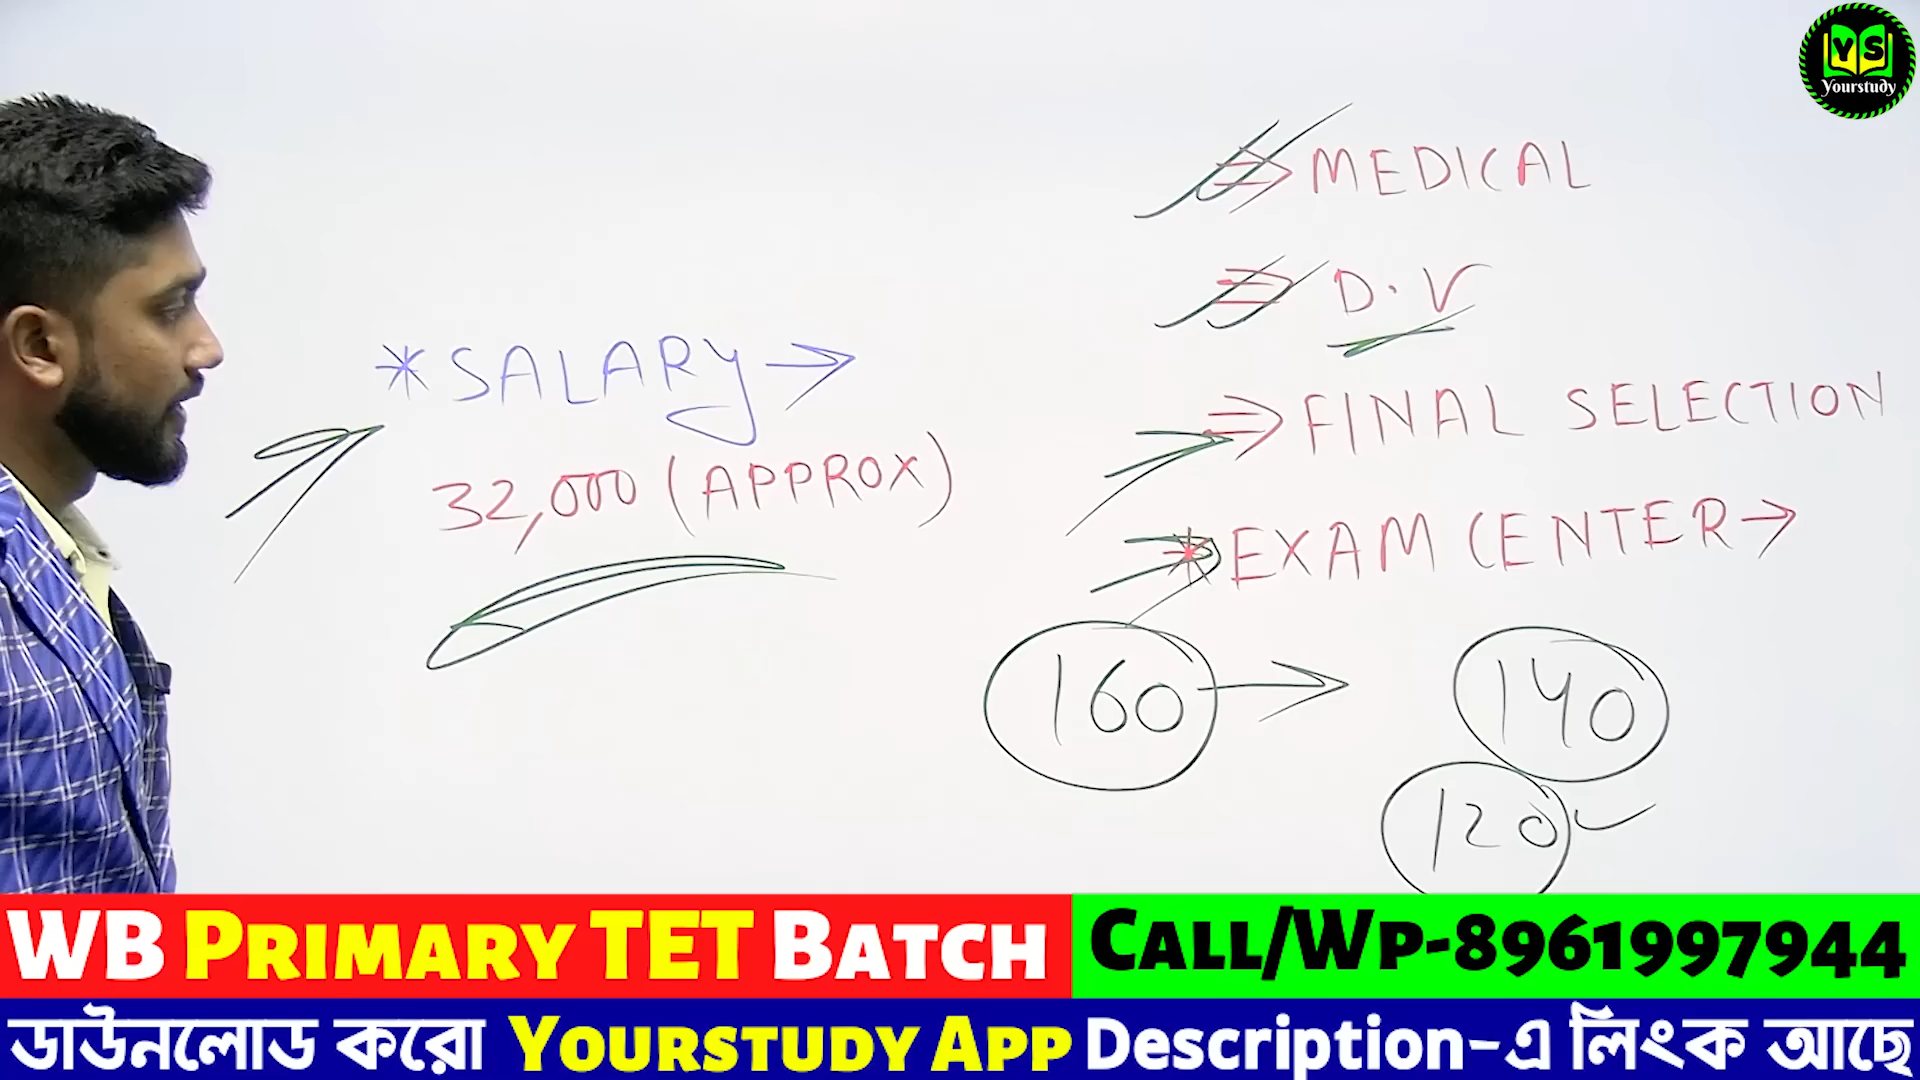 YS
Yourstudy
⇒ MEDICAL
⇒ D.V
⇒ FINAL SELECTION
* EXAM CENTER →
160 → 140
120
* SALARY →
32,000 (APPROX)
WB PRIMARY TET BATCH
CALL/WP-8961997944
ডাউনলোড করো YOURSTUDY APP Description-এ লিংক আছে